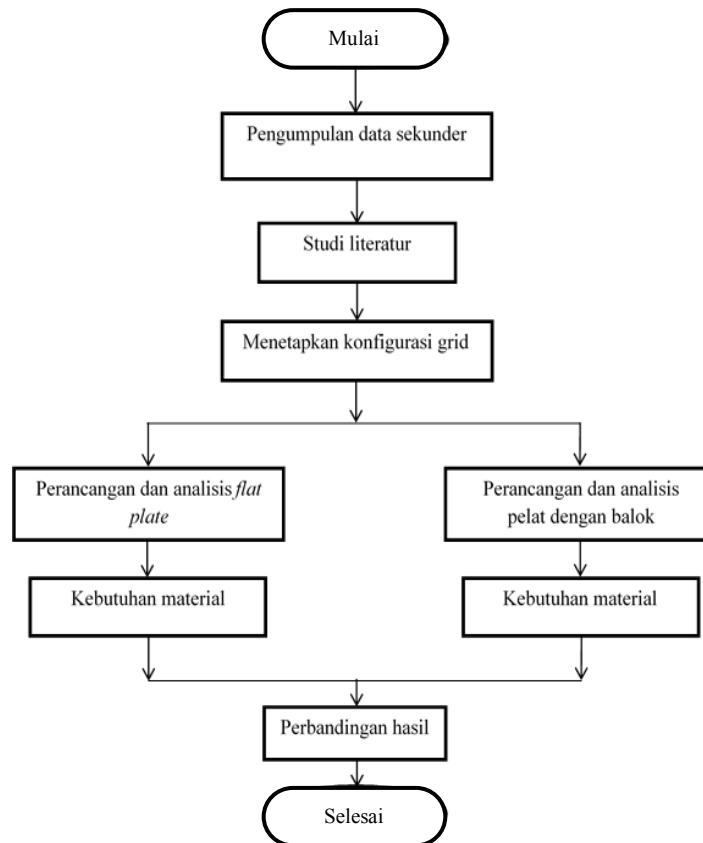 Mulai
Pengumpulan data sekunder
Studi literatur
Menetapkan konfigurasi grid
Perancangan dan analisis flat
plate
Perancangan dan analisis
pelat dengan balok
Kebutuhan material
Kebutuhan material
Perbandingan hasil
Selesai